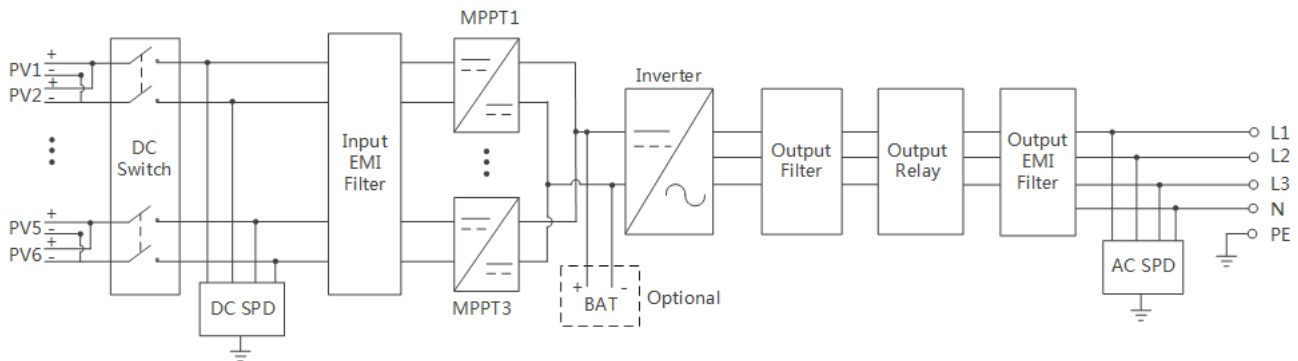 MPPT1
PV1
+
-
PV2
+
-
DC
Switch
Input
EMI
Filter
Inverter
Output
Filter
Output
Relay
Output
EMI
Filter
L1
L2
L3
N
PE
PV5
+
-
PV6
+
-
DC SPD
MPPT3
+ BAT -
Optional
AC SPD